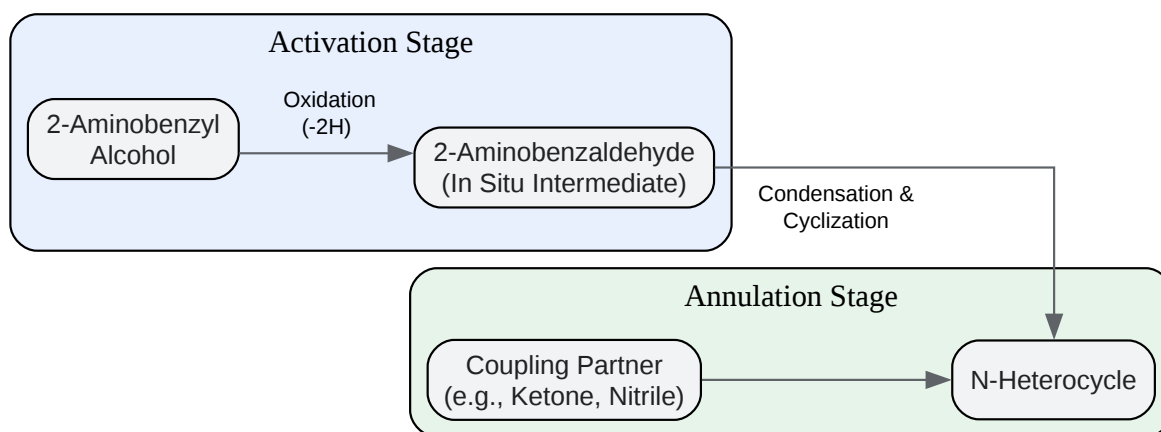 Activation Stage
2-Aminobenzyl
Alcohol
Oxidation
(-2H)
2-Aminobenzaldehyde
(In Situ Intermediate)
Condensation &
Cyclization
Annulation Stage
Coupling Partner
(e.g., Ketone, Nitrile)
N-Heterocycle